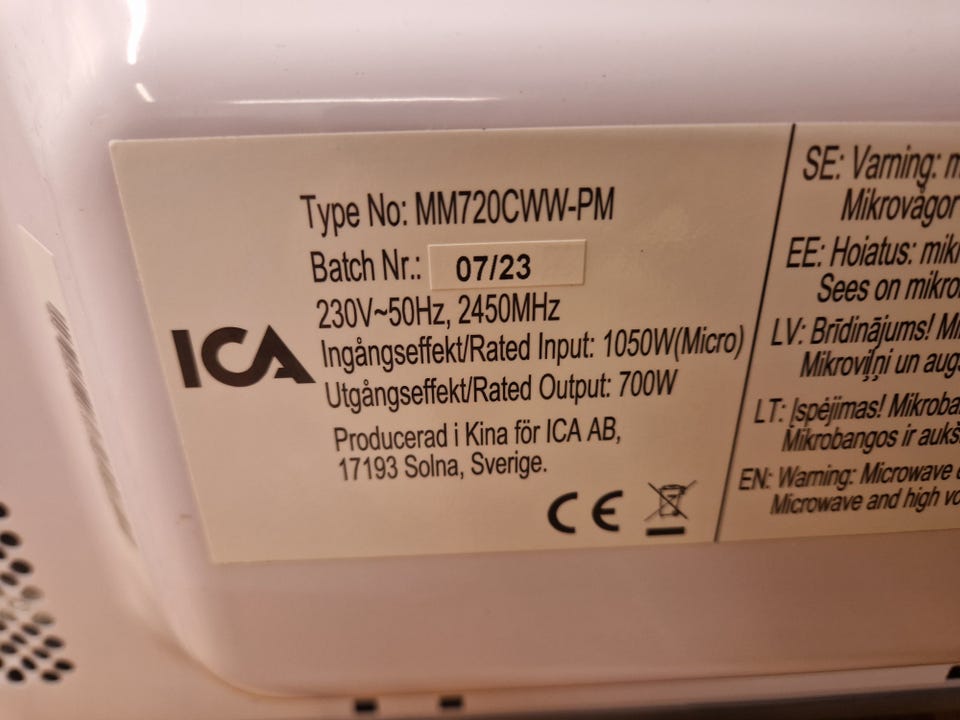 Type No: MM720CWW-PM
Batch Nr.: 07/23
230V~50Hz, 2450MHz
ICA
Ingångseffekt/Rated Input: 1050W(Micro)
Utgångseffekt/Rated Output: 700W
Producerad i Kina för ICA AB,
17193 Solna, Sverige.
CE
SE: Varning:
Mikrovågor
EE: Hoiatus:
Sees on
LV: Brīdinājums!
Mikroviļņi un
LT: Įspėjimas!
Mikrobangos ir
EN: Warning: Microwave
Microwave and high